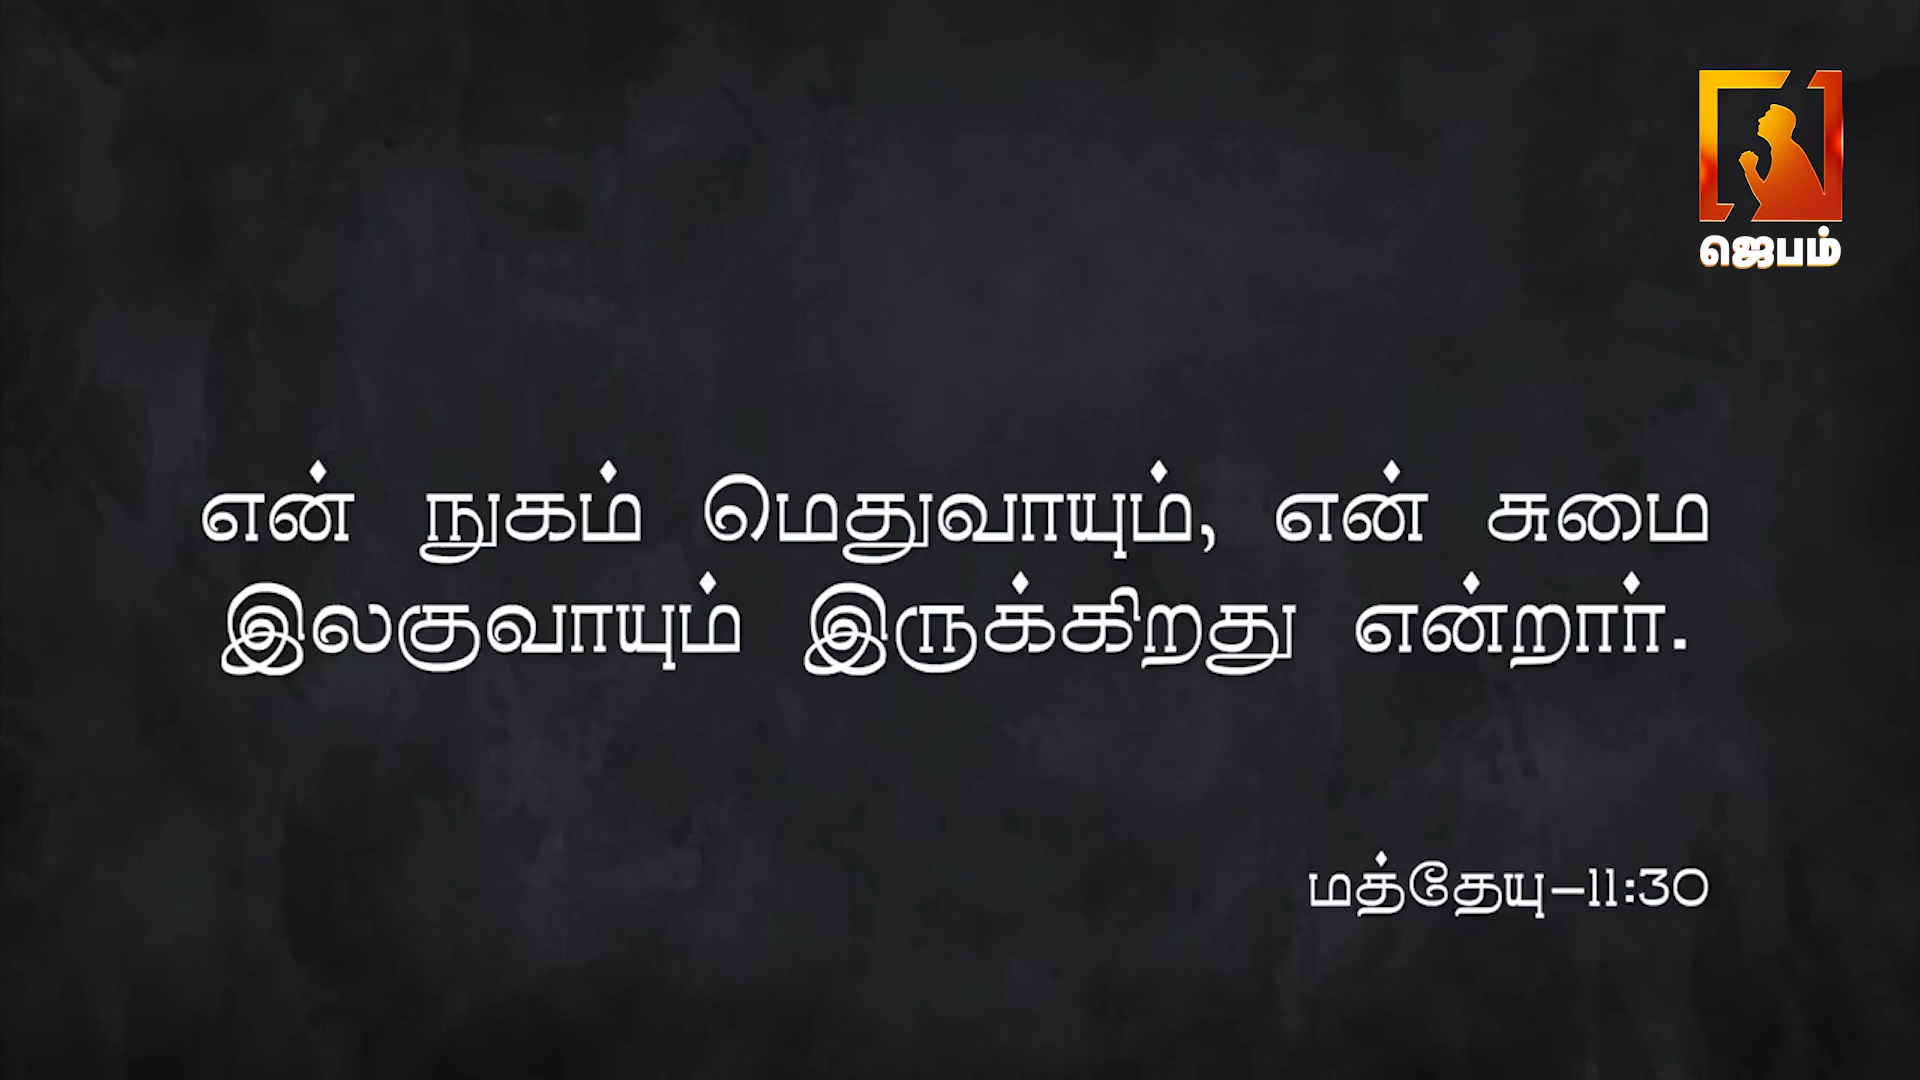 ஜெபம்
என் நுகம் மெதுவாயும், என் சுமை
இலகுவாயும் இருக்கிறது என்றார்.
மத்தேயு-11:30